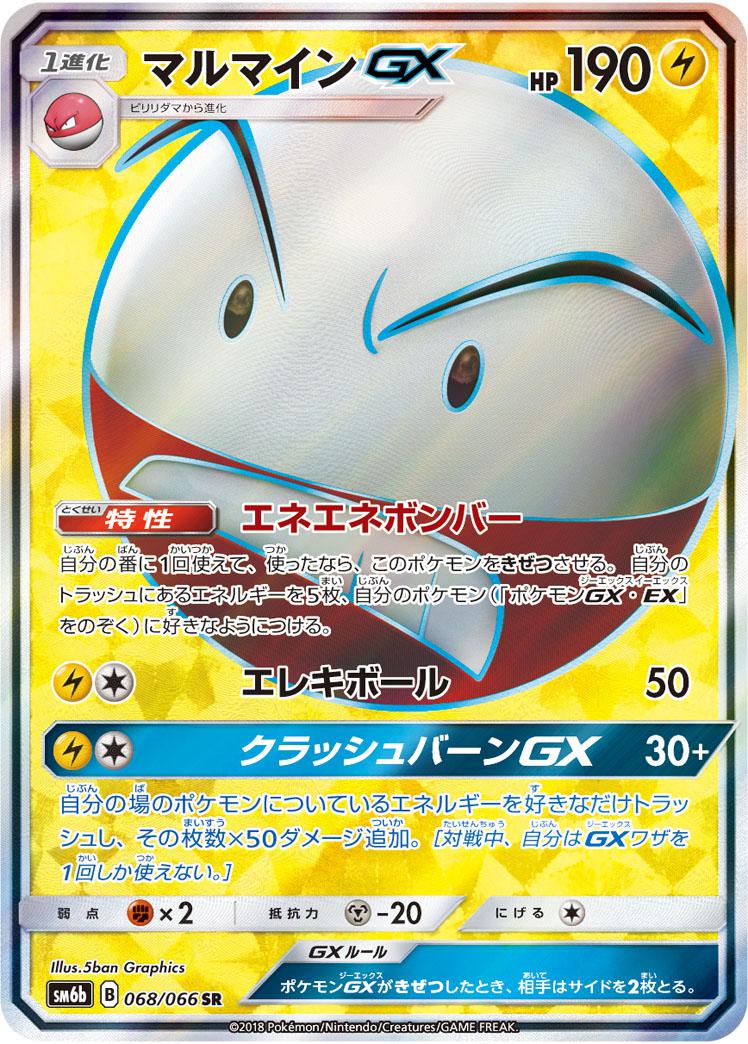 1進化
マルマインGX
HP 190
ビリリダマから進化
とくせい
特性 エネエネボンバー
自分の番に1回使えて、使ったなら、このポケモンをきぜつさせる。自分の
トラッシュにあるエネルギーを5枚、自分のポケモン(「ポケモンGX・EX」
をのぞく)に好きなようにつける。
エレキボール 50
クラッシュバーンGX 30+
自分の場のポケモンについているエネルギーを好きなだけトラッ
シュし、その枚数×50ダメージ追加。[対戦中、自分はGXワザを
1回しか使えない。]
弱点 ×2 抵抗力 -20 にげる
GXルール
ポケモンGXがきぜつしたとき、相手はサイドを2枚とる。
Illus.5ban Graphics
sm6b B 068/066 SR
©2018 Pokémon/Nintendo/Creatures/GAME FREAK.